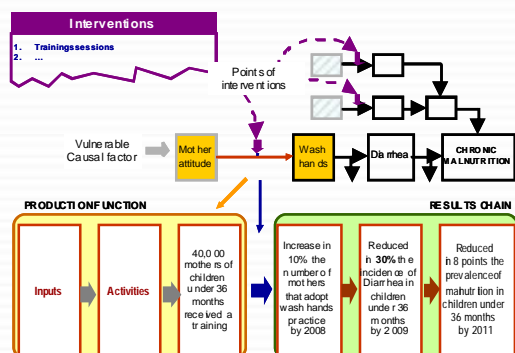 Interventions
1. Trainingssessions
2. ...
Points of
interventions
Vulnerable
Causal factor
Mother
attitude
Wash
hands
Diarrhea
CHRONIC
MALNUTRITION
PRODUCTION FUNCTION
RESULTS CHAIN
Inputs
Activities
40,000
mothers of
children
under 36
months
received a
training
Increase in
10% the
number of
mothers
that adopt
wash hands
practice
by 2008
Reduced
in 30% the
incidence of
Diarrhea in
children
under 36
months
by 2009
Reduced
in 8 points the
prevalence of
malnutrition in
children under
36 months
by 2011